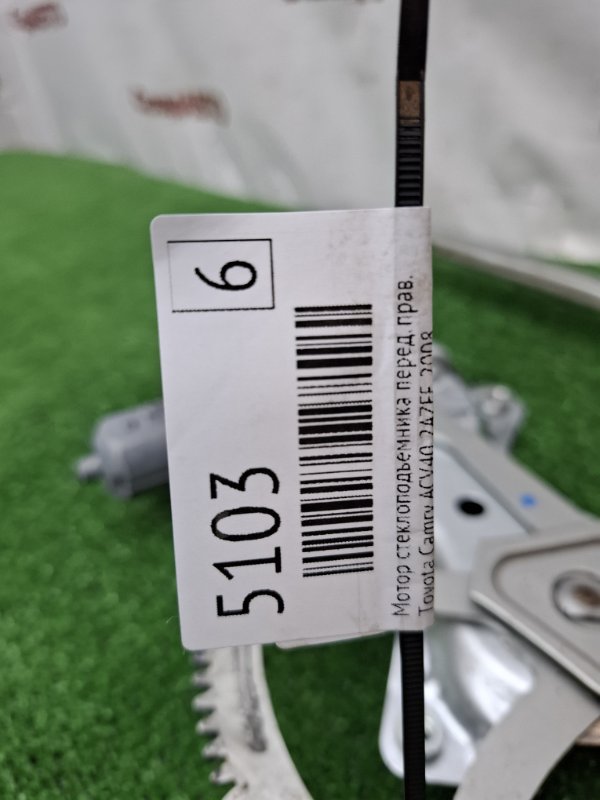 6
5103
Мотор стеклоподъемника перед. прав.
Toyota Camry ACV40 2AZFE 2008